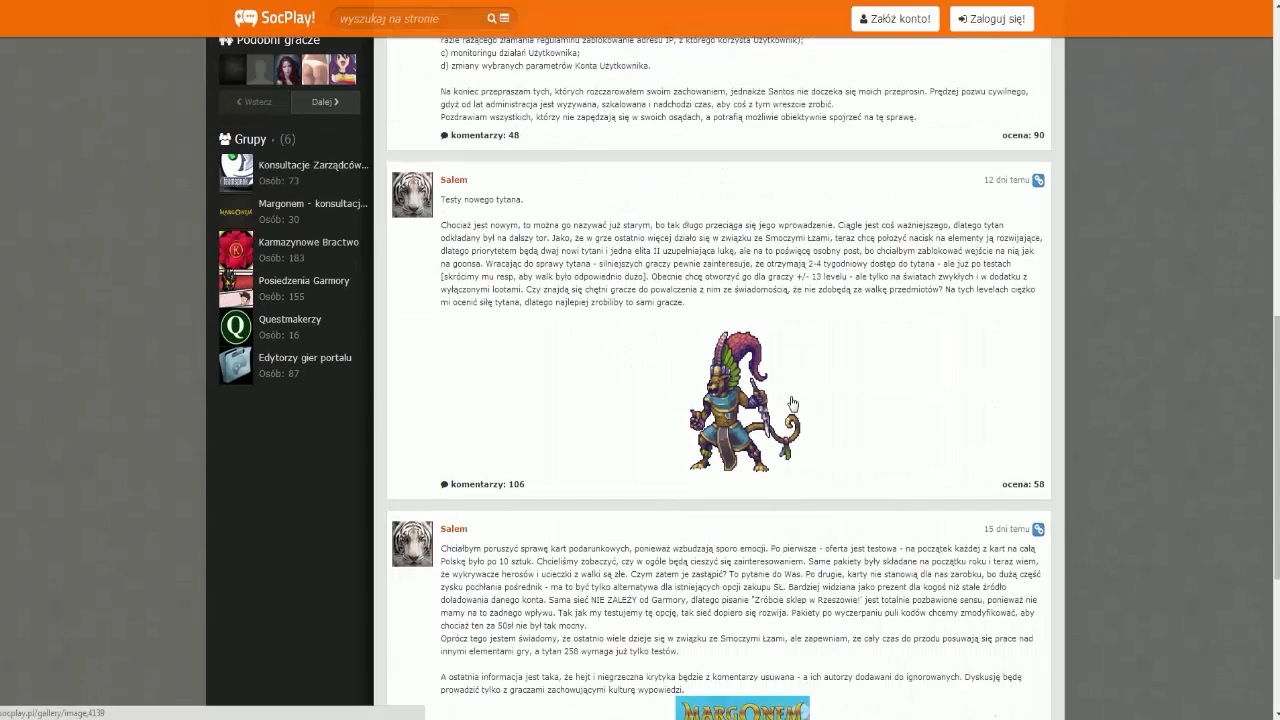 SocPlay!
wyszukaj na stronie
Załóż konto!
Zaloguj się!
Podobni gracze
Wstecz
Dalej
Grupy · (6)
Konsultacje Zarządców...
Osób: 73
Margonem - konsultacj...
Osób: 30
Karmazynowe Bractwo
Osób: 183
Posiedzenia Garmory
Osób: 155
Questmakerzy
Osób: 16
Edytorzy gier portalu
Osób: 87
razie rażącego złamania regulaminu zablokowanie adresu IP, z którego korzysta Użytkownik);
c) monitoringu działań Użytkownika;
d) zmiany wybranych parametrów Konta Użytkownika.
Na koniec przepraszam tych, których rozczarowałem swoim zachowaniem, jednakże Santos nie doczeka się moich przeprosin. Prędzej pozwu cywilnego,
gdyż od lat administracja jest wyzywana, szkalowana i nadchodzi czas, aby coś z tym wreszcie zrobić.
Pozdrawiam wszystkich, którzy nie zapędzają się w swoich osądach, a potrafią możliwie obiektywnie spojrzeć na tę sprawę.
komentarzy: 48
ocena: 90
Salem
12 dni temu
Testy nowego tytana.
Chociaż jest nowym, to można go nazywać już starym, bo tak długo przeciąga się jego wprowadzenie. Ciągle jest coś ważniejszego, dlatego tytan
odkładany był na dalszy tor. Jako, że w grze ostatnio więcej działo się w związku ze Smoczymi Łzami, teraz chcę położyć nacisk na elementy ją rozwijające,
dlatego priorytetem będą dwaj nowi tytani i jedna elita II uzupełniająca lukę, ale na to poświęcę osobny post, bo chciałbym zablokować wejście na nią jak
na goonsa. Wracając do sprawy tytana - silniejszych graczy pewnie zainteresuje, że otrzymają 2-4 tygodniowy dostęp do tytana - ale już po testach
[skrócimy mu resp, aby walk było odpowiednio dużo]. Obecnie chcę otworzyć go dla graczy +/- 13 levelu - ale tylko na światach zwykłych i w dodatku z
wyłączonymi lootami. Czy znajdą się chętni gracze do powalczenia z nim ze świadomością, że nie zdobędą za walkę przedmiotów? Na tych levelach ciężko
mi ocenić siłę tytana, dlatego najlepiej zrobiliby to sami gracze.
komentarzy: 106
ocena: 58
Salem
15 dni temu
Chciałbym poruszyć sprawę kart podarunkowych, ponieważ wzbudzają sporo emocji. Po pierwsze - oferta jest testowa - na początek każdej z kart na całą
Polskę było po 10 sztuk. Chcieliśmy zobaczyć, czy w ogóle będą cieszyć się zainteresowaniem. Same pakiety były składane na początku roku i teraz wiem,
że wykrywacze herosów i ucieczki z walki są złe. Czym zatem je zastąpić? To pytanie do Was. Po drugie, karty nie stanowią dla nas zarobku, bo dużą część
zysku pochłania pośrednik - ma to być tylko alternatywa dla istniejących opcji zakupu SŁ. Bardziej widziana jako prezent dla kogoś niż stałe źródło
doładowania danego konta. Sama sieć NIE ZALEŻY od Garmory, dlatego pisanie "Zróbcie sklep w Rzeszowie!" jest totalnie pozbawione sensu, ponieważ nie
mamy na to żadnego wpływu. Tak jak my testujemy tę opcję, tak sieć dopiero się rozwija. Pakiety po wyczerpaniu puli kodów chcemy zmodyfikować, aby
chociaż ten za 50zł nie był tak mocny.
Oprócz tego jestem świadomy, że ostatnio wiele dzieje się w związku ze Smoczymi Łzami, ale zapewniam, że cały czas do przodu posuwają się prace nad
innymi elementami gry, a tytan 258 wymaga już tylko testów.
A ostatnia informacja jest taka, że hejt i niegrzeczna krytyka będzie z komentarzy usuwana - a ich autorzy dodawani do ignorowanych. Dyskusję będę
prowadzić tylko z graczami zachowującymi kulturę wypowiedzi.
MARGONEM
socplay.pl/gallery/image,4139